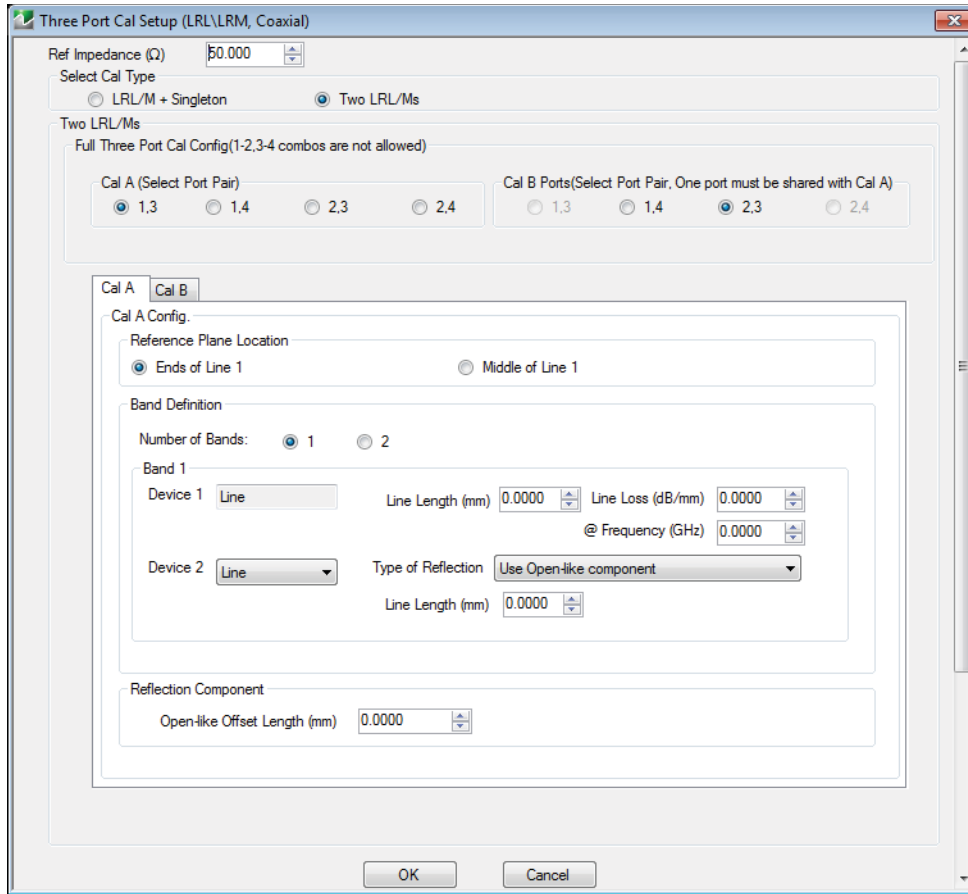 Three Port Cal Setup (LRL\LRM, Coaxial)
Ref Impedance (Ω) 50.000
Select Cal Type
LRL/M + Singleton Two LRL/Ms
Two LRL/Ms
Full Three Port Cal Config(1-2,3-4 combos are not allowed)
Cal A (Select Port Pair) Cal B Ports(Select Port Pair, One port must be shared with Cal A)
1,3 1,4 2,3 2,4 1,3 1,4 2,3 2,4
Cal A Cal B
Cal A Config.
Reference Plane Location
Ends of Line 1 Middle of Line 1
Band Definition
Number of Bands: 1 2
Band 1
Device 1 Line Line Length (mm) 0.0000 Line Loss (dB/mm) 0.0000
@ Frequency (GHz) 0.0000
Device 2 Line Type of Reflection Use Open-like component
Line Length (mm) 0.0000
Reflection Component
Open-like Offset Length (mm) 0.0000
OK Cancel